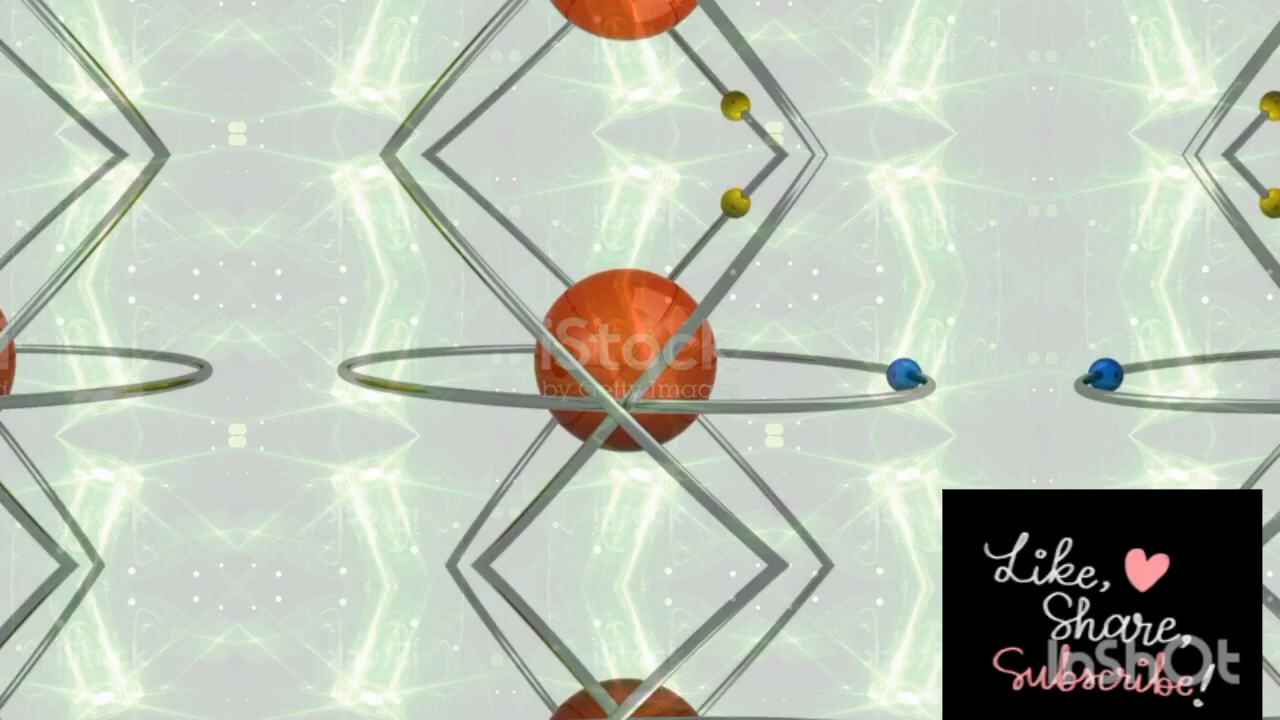 iStock
by Getty Images
Like,
Share,
Subscribe!
InShOt